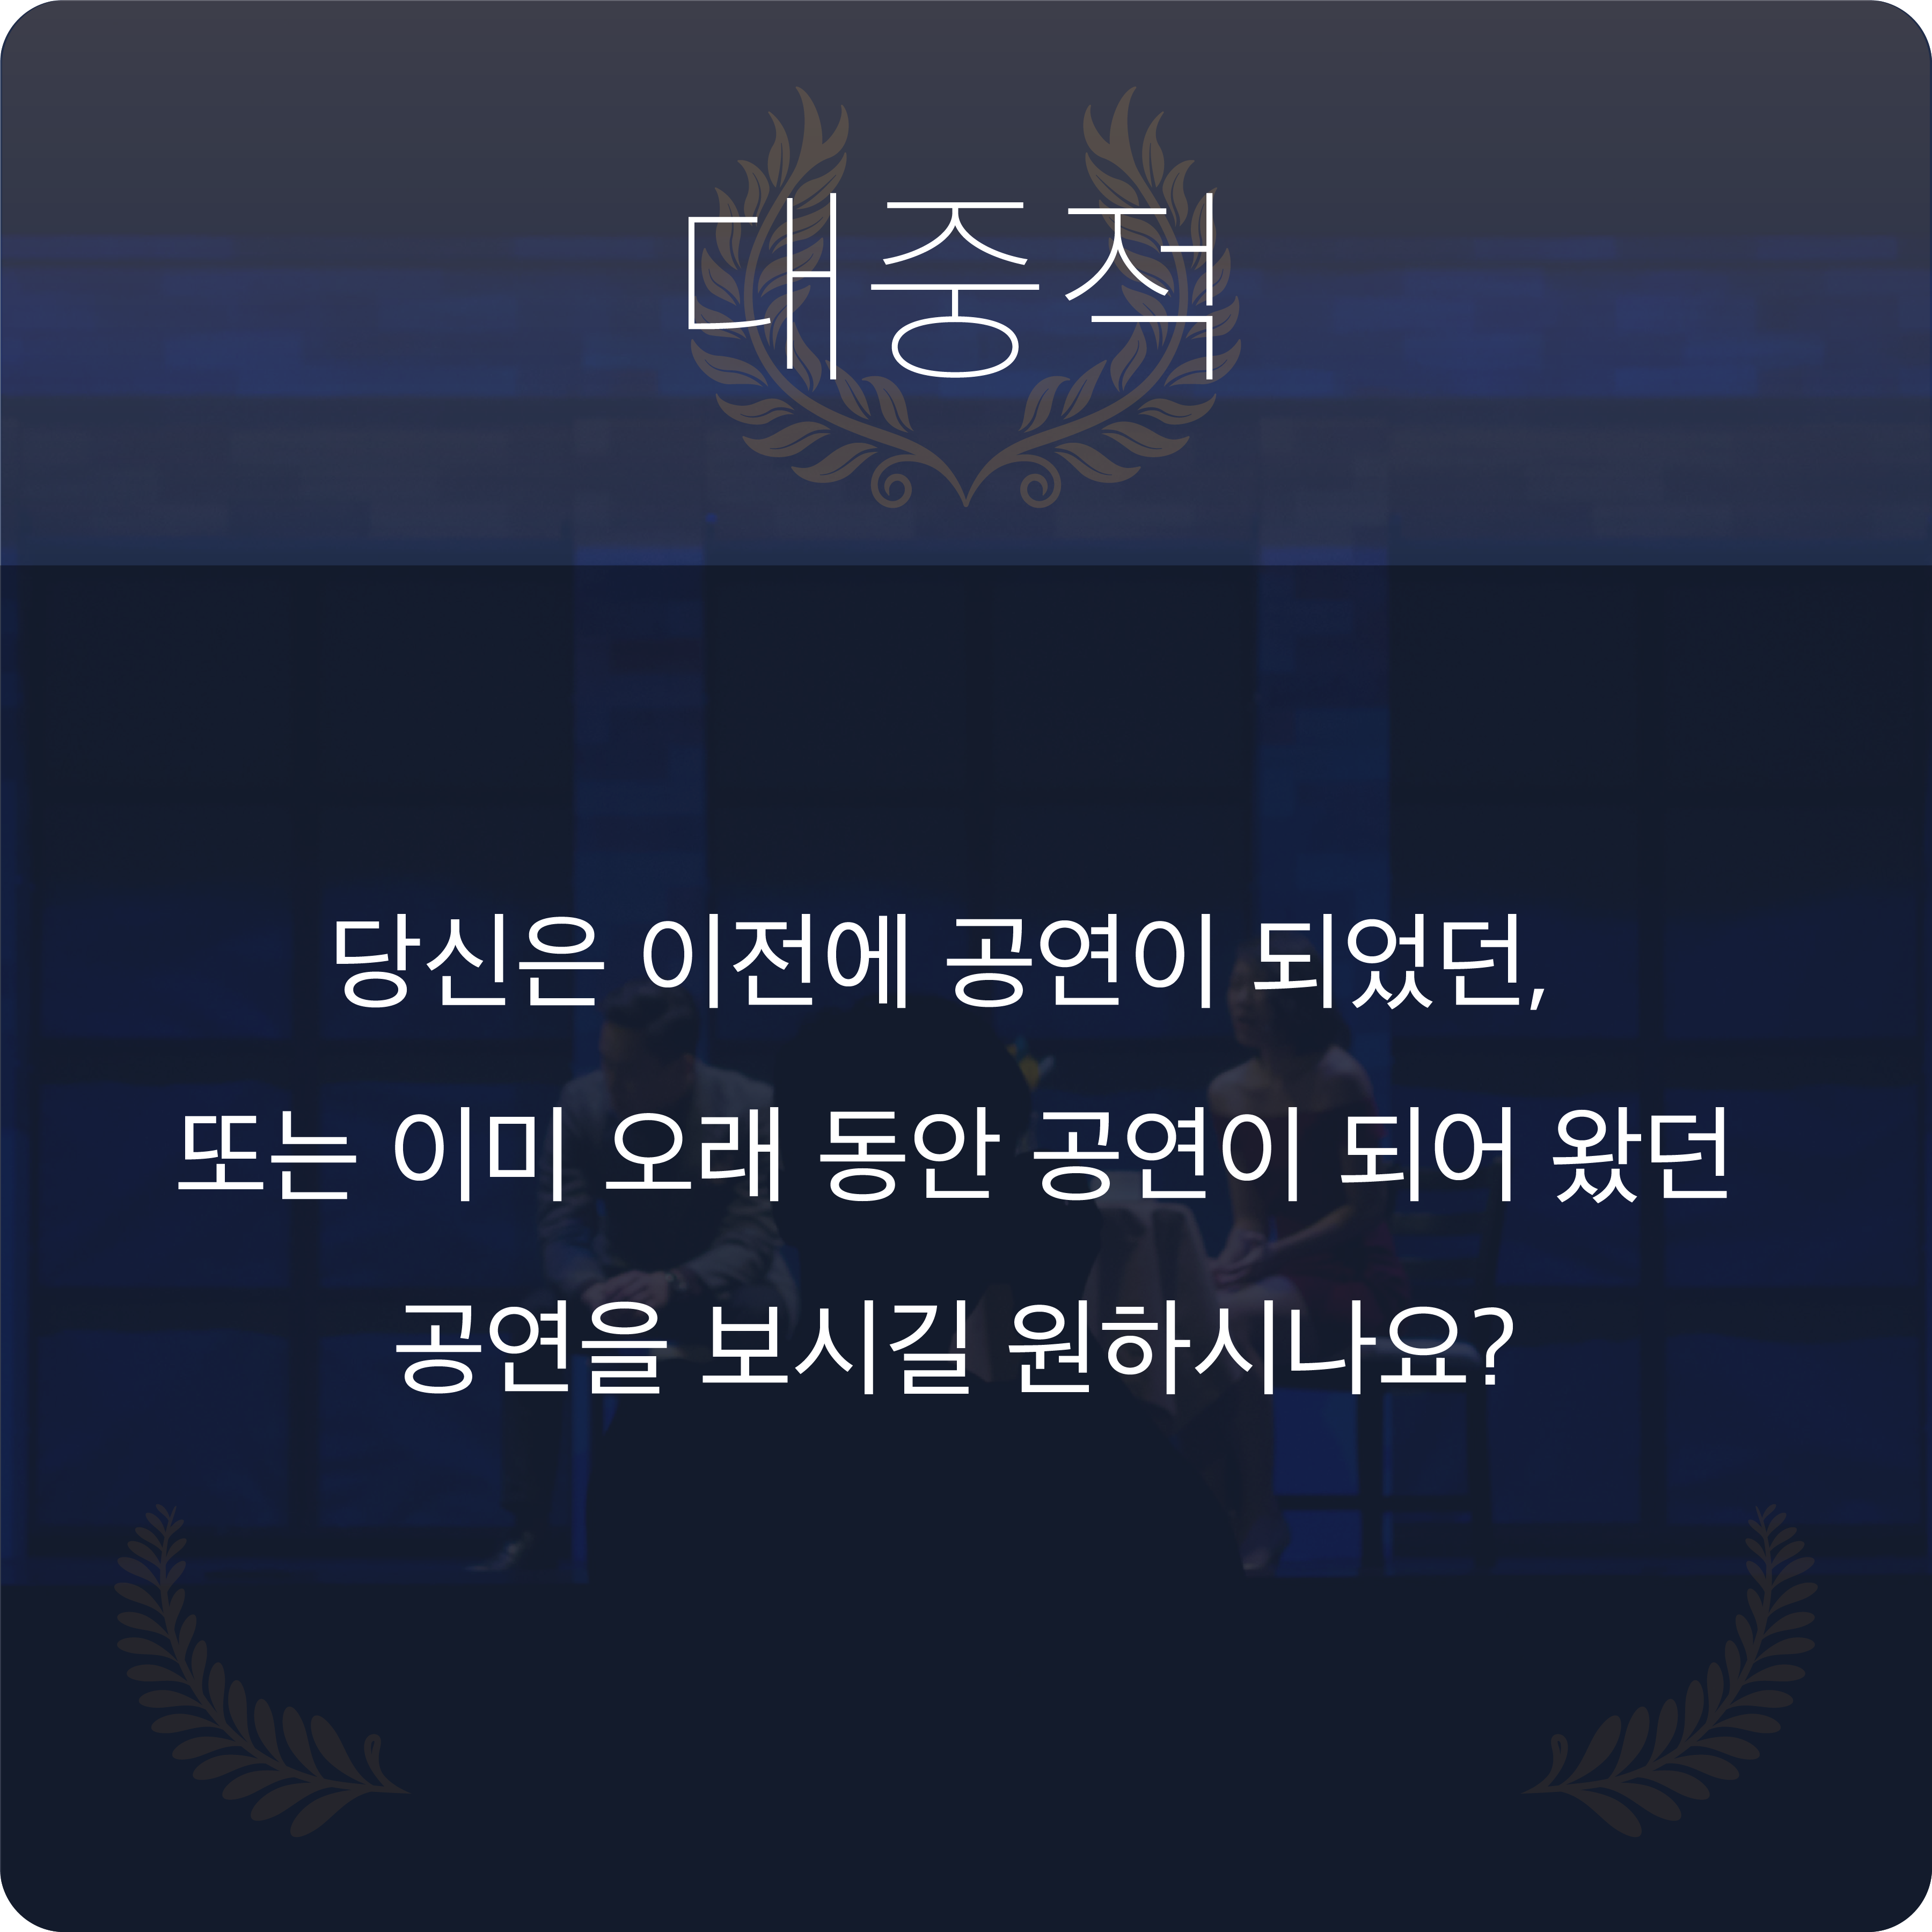 대중적
당신은 이전에 공연이 되었던,
또는 이미 오래 동안 공연이 되어 왔던
공연을 보시길 원하시나요?